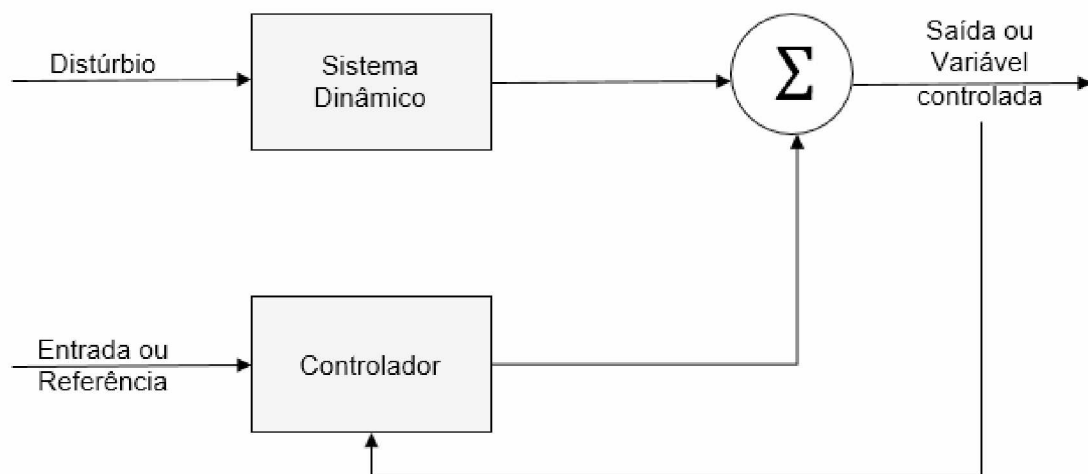 Distúrbio
Sistema
Dinâmico
Σ
Saída ou
Variável
controlada
Entrada ou
Referência
Controlador